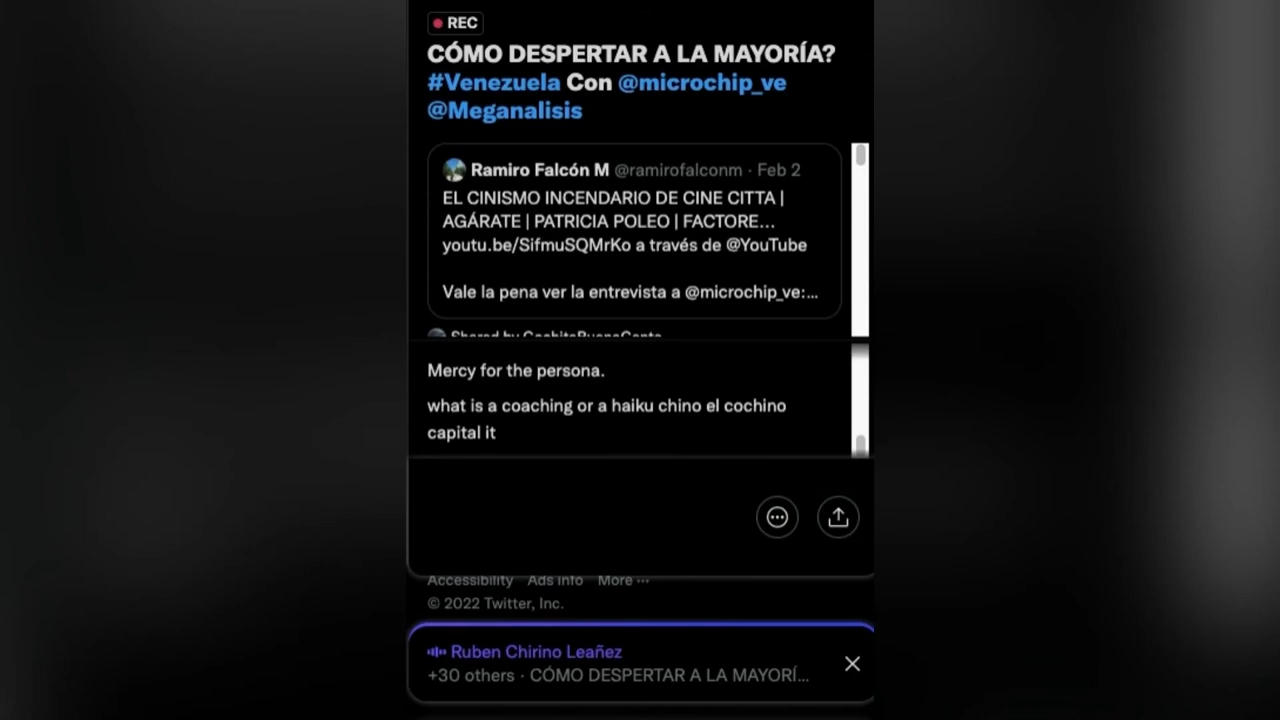 REC
CÓMO DESPERTAR A LA MAYORÍA?
#Venezuela Con @microchip_ve
@Meganalisis
Ramiro Falcón M @ramirofalconm · Feb 2
EL CINISMO INCENDARIO DE CINE CITTA |
AGÁRATE | PATRICIA POLEO | FACTORE...
youtu.be/SifmuSQMrKo a través de @YouTube
Vale la pena ver la entrevista a @microchip_ve:...
Shared by CochitoBuenaGente
Mercy for the persona.
what is a coaching or a haiku chino el cochino
capital it
Accessibility Ads info More ···
© 2022 Twitter, Inc.
Ruben Chirino Leañez
+30 others · CÓMO DESPERTAR A LA MAYORÍ...